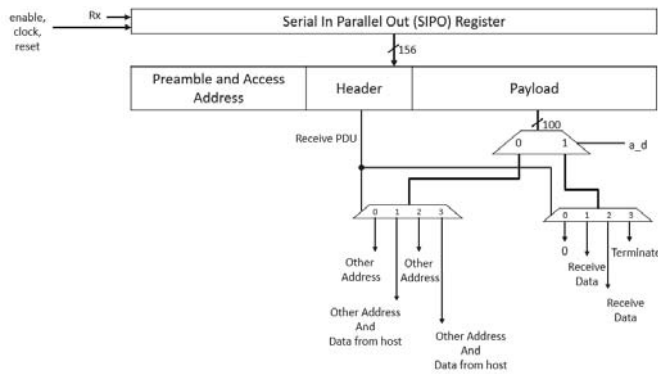 enable,
clock,
reset
Rx
Serial In Parallel Out (SIPO) Register
156
Preamble and Access
Address
Header
Payload
Receive PDU
100
0 1
a_d
0 1 2 3
0 1 2 3
Other
Address
Other
Address
0
Receive
Data
Terminate
Receive
Data
Other Address
And
Data from host
Other Address
And
Data from host